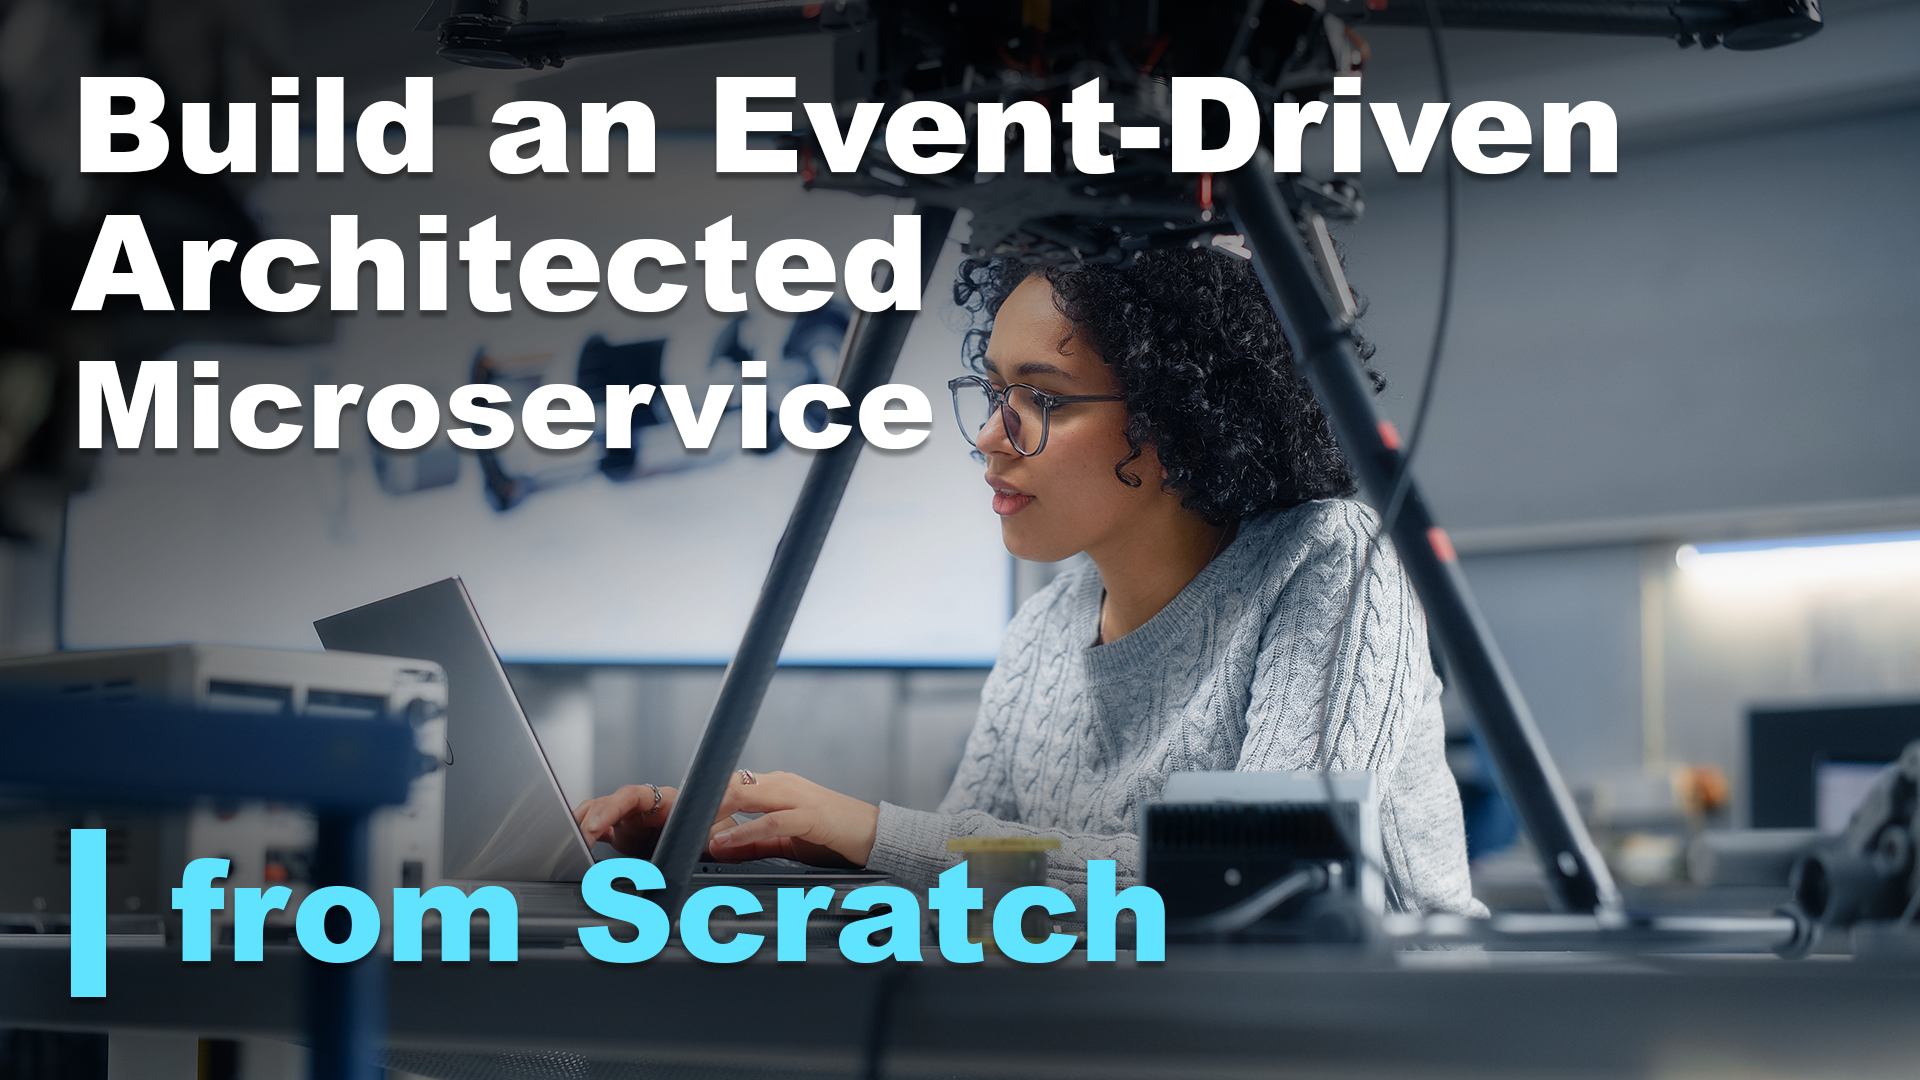 Build an Event-Driven
Architected
Microservice
from Scratch